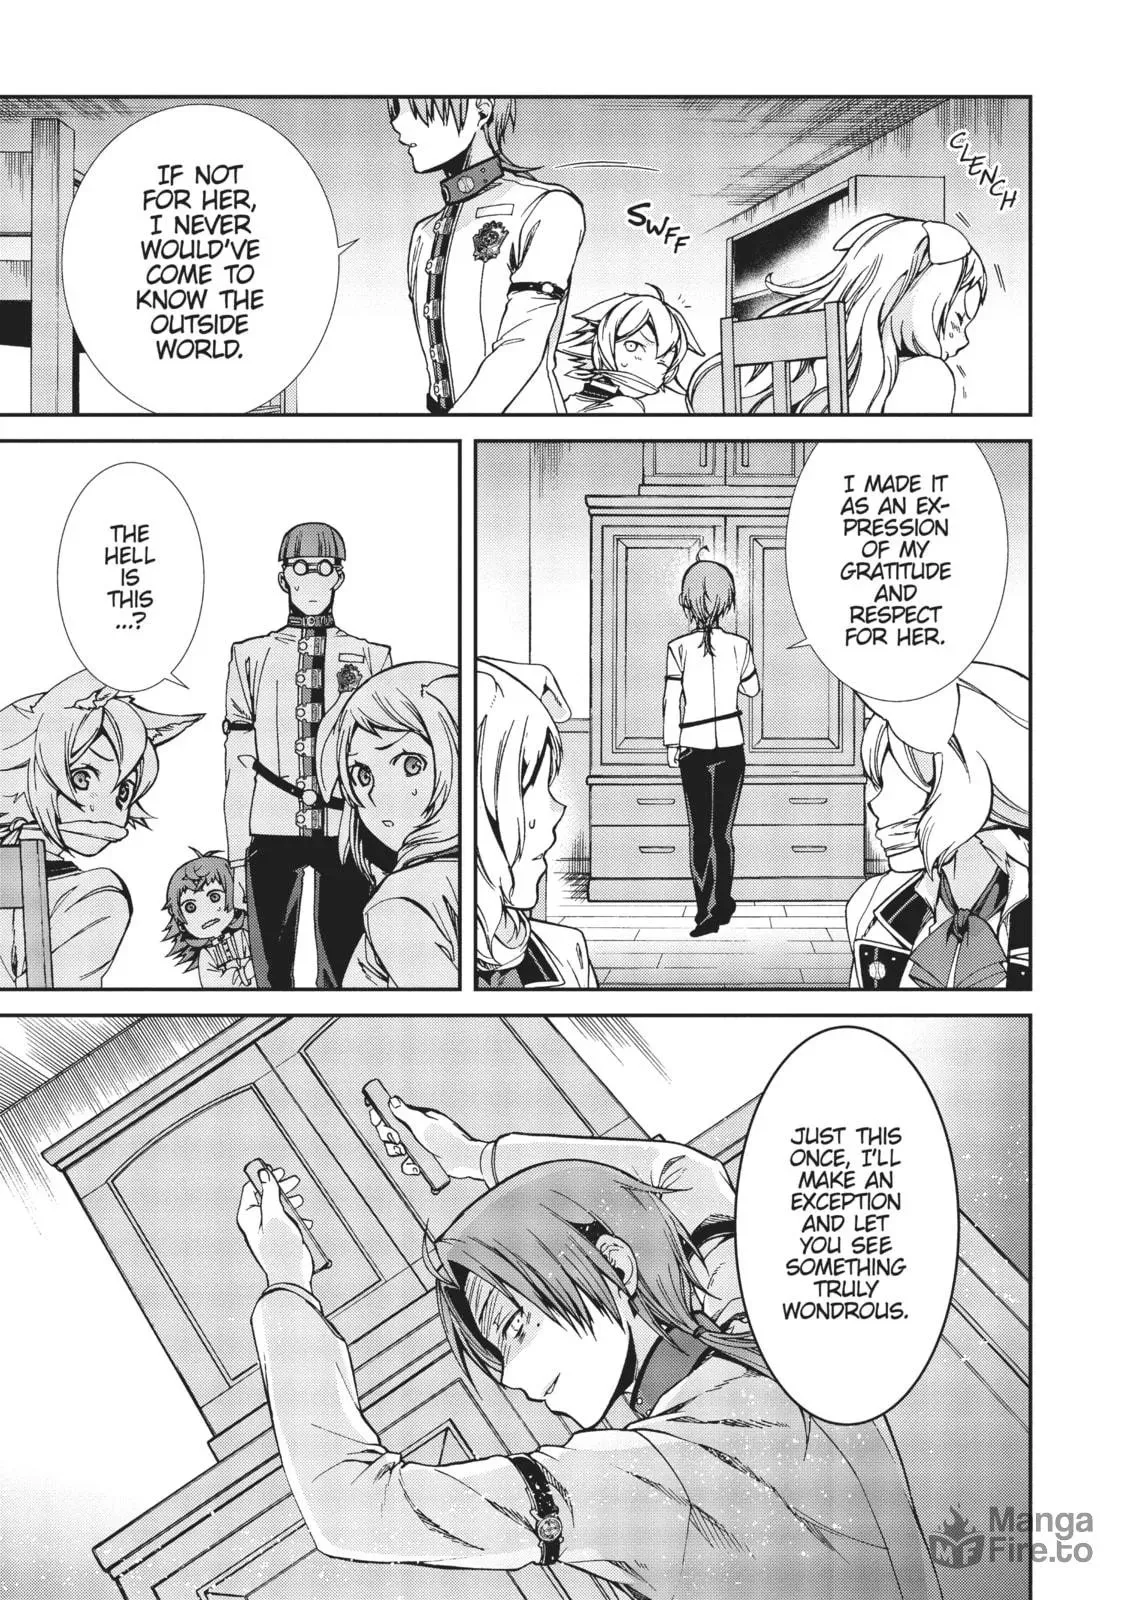 CLENCH
SWFF
IF NOT
FOR HER,
I NEVER
WOULD'VE
COME TO
KNOW THE
OUTSIDE
WORLD.
I MADE IT
AS AN EX-
PRESSION
OF MY
GRATITUDE
AND
RESPECT
FOR HER.
THE
HELL
IS
THIS
...?
JUST THIS
ONCE, I'LL
MAKE AN
EXCEPTION
AND LET
YOU SEE
SOMETHING
TRULY
WONDROUS.
Manga
MF Fire.to